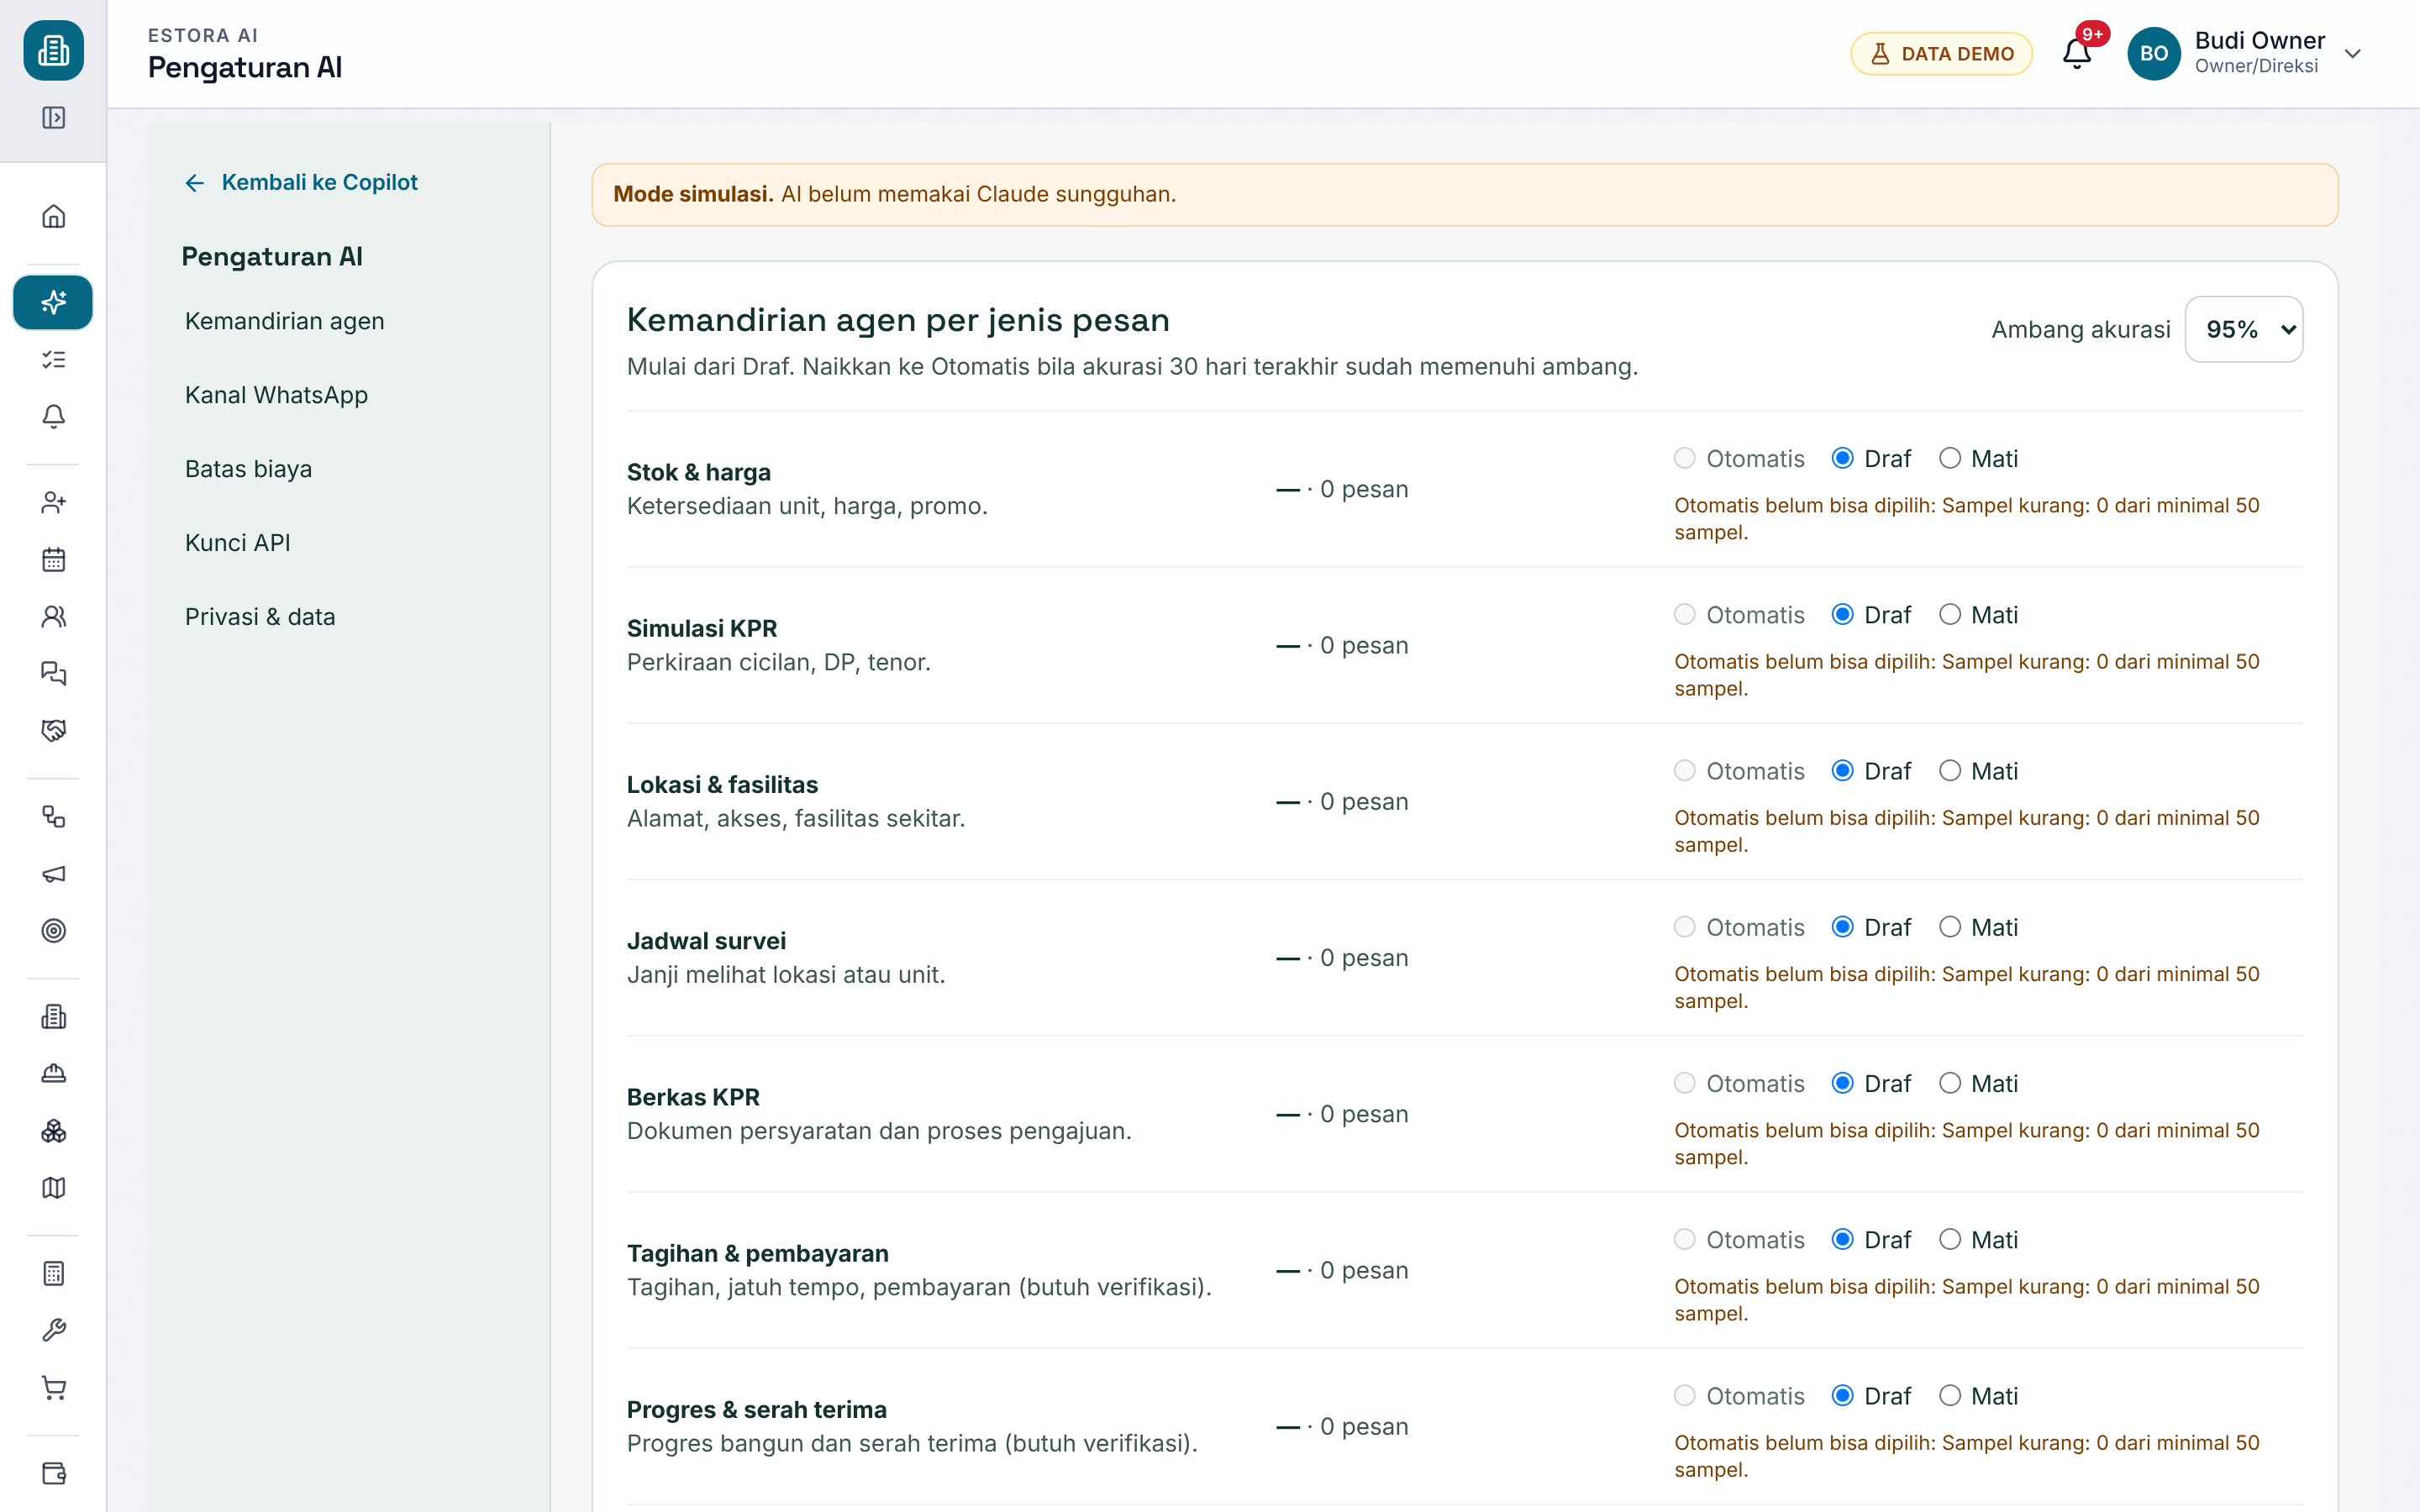 ESTORA AI
Pengaturan AI
DATA DEMO
9+
BO
Budi Owner
Owner/Direksi
Kembali ke Copilot
Pengaturan AI
Kemandirian agen
Kanal WhatsApp
Batas biaya
Kunci API
Privasi & data
Mode simulasi. AI belum memakai Claude sungguhan.
Kemandirian agen per jenis pesan
Mulai dari Draf. Naikkan ke Otomatis bila akurasi 30 hari terakhir sudah memenuhi ambang.
Ambang akurasi
95%
Stok & harga
Ketersediaan unit, harga, promo.
— · 0 pesan
Otomatis Draf Mati
Otomatis belum bisa dipilih: Sampel kurang: 0 dari minimal 50
sampel.
Simulasi KPR
Perkiraan cicilan, DP, tenor.
— · 0 pesan
Otomatis Draf Mati
Otomatis belum bisa dipilih: Sampel kurang: 0 dari minimal 50
sampel.
Lokasi & fasilitas
Alamat, akses, fasilitas sekitar.
— · 0 pesan
Otomatis Draf Mati
Otomatis belum bisa dipilih: Sampel kurang: 0 dari minimal 50
sampel.
Jadwal survei
Janji melihat lokasi atau unit.
— · 0 pesan
Otomatis Draf Mati
Otomatis belum bisa dipilih: Sampel kurang: 0 dari minimal 50
sampel.
Berkas KPR
Dokumen persyaratan dan proses pengajuan.
— · 0 pesan
Otomatis Draf Mati
Otomatis belum bisa dipilih: Sampel kurang: 0 dari minimal 50
sampel.
Tagihan & pembayaran
Tagihan, jatuh tempo, pembayaran (butuh verifikasi).
— · 0 pesan
Otomatis Draf Mati
Otomatis belum bisa dipilih: Sampel kurang: 0 dari minimal 50
sampel.
Progres & serah terima
Progres bangun dan serah terima (butuh verifikasi).
— · 0 pesan
Otomatis Draf Mati
Otomatis belum bisa dipilih: Sampel kurang: 0 dari minimal 50
sampel.